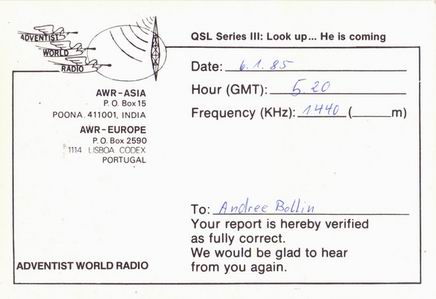 ADVENTIST
WORLD
RADIO
QSL Series III: Look up... He is coming
Date: 6.1.85
Hour (GMT): 5.20
Frequency (KHz): 1440 (    m)
AWR-ASIA
P. O. Box 15
POONA, 411001, INDIA
AWR-EUROPE
P.O. Box 2590
1114 LISBOA CODEX
PORTUGAL
To: Andree Bollin
Your report is hereby verified
as fully correct.
We would be glad to hear
from you again.
ADVENTIST WORLD RADIO